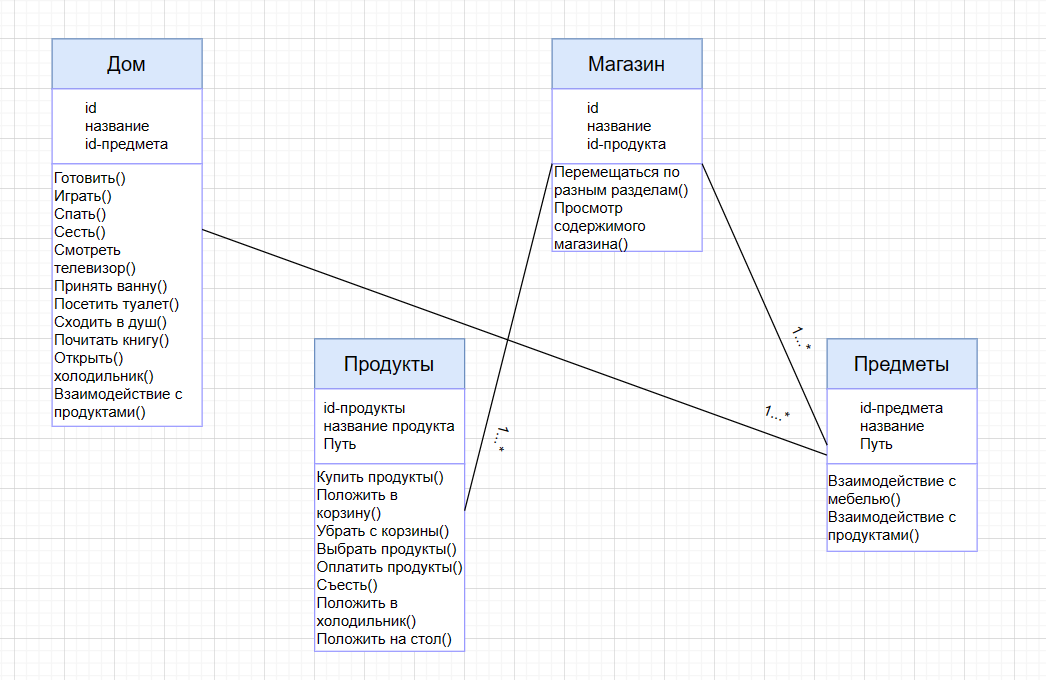 Дом
id
название
id-предмета
Готовить()
Играть()
Спать()
Сесть()
Смотреть
телевизор()
Принять ванну()
Посетить туалет()
Сходить в душ()
Почитать книгу()
Открыть()
холодильник()
Взаимодействие с
продуктами()
Магазин
id
название
id-продукта
Перемещаться по
разным разделам()
Просмотр
содержимого
магазина()
Продукты
id-продукты
название продукта
Путь
Купить продукты()
Положить в
корзину()
Убрать с корзины()
Выбрать продукты()
Оплатить продукты()
Съесть()
Положить в
холодильник()
Положить на стол()
1...*
1...*
1...*
Предметы
id-предмета
название
Путь
Взаимодействие с
мебелью()
Взаимодействие с
продуктами()